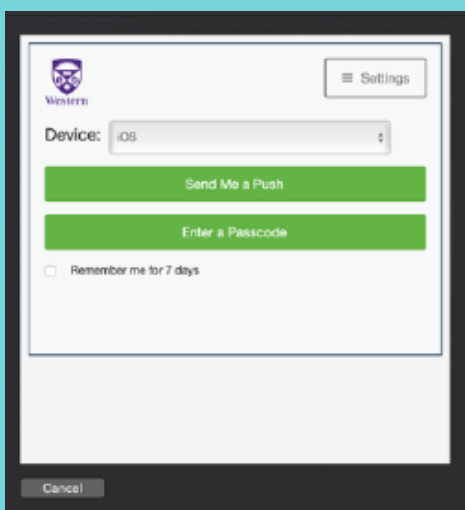 Western
≡ Settings
Device: iOS
Send Me a Push
Enter a Passcode
Remember me for 7 days
Cancel